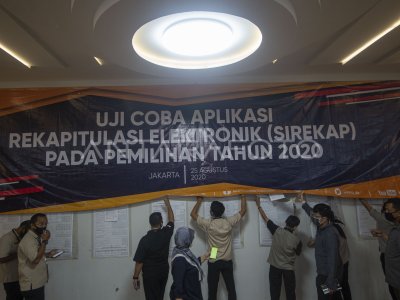 UJI COBA APLIKASI
REKAPITULASI ELEKTRONIK (SIREKAP)
PADA PEMILIHAN TAHUN 2020
JAKARTA
25 AGUSTUS
2020